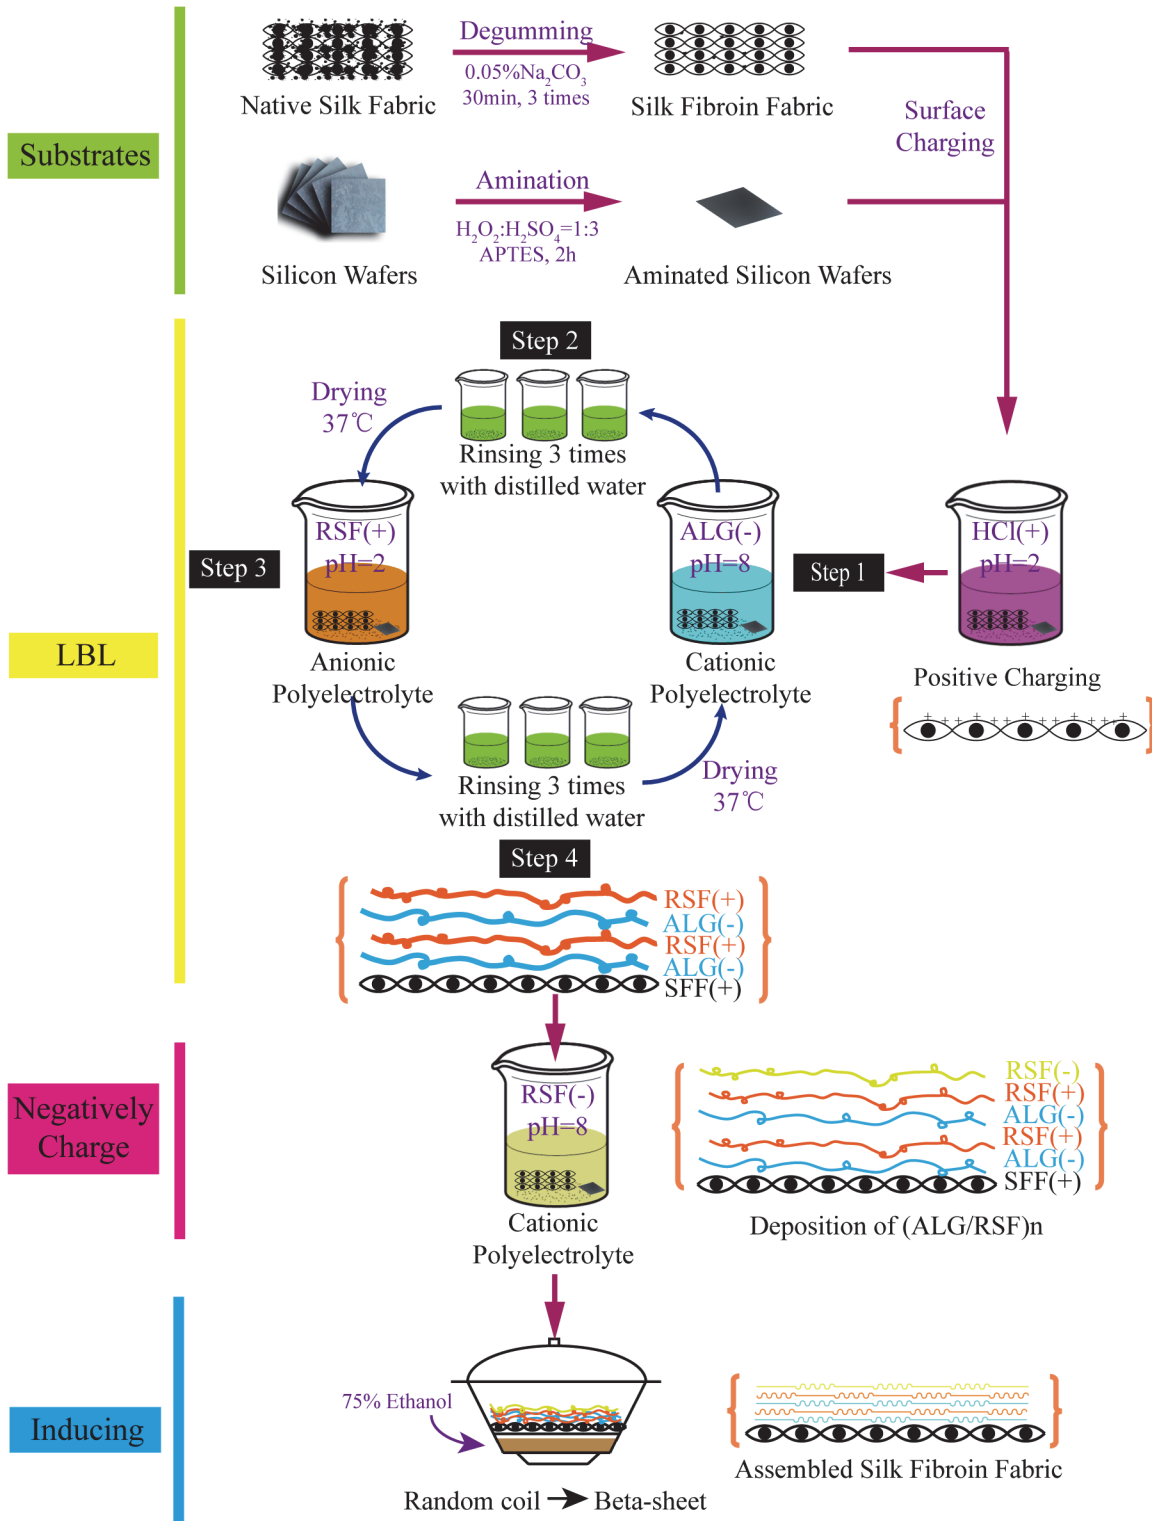 Substrates
Degumming
0.05%Na₂CO₃
30min, 3 times
Native Silk Fabric
Silk Fibroin Fabric
Surface
Charging
Amination
H₂O₂:H₂SO₄=1:3
APTES, 2h
Silicon Wafers
Aminated Silicon Wafers
LBL
Step 2
Drying
37℃
Rinsing 3 times
with distilled water
RSF(+)
pH=2
ALG(-)
pH=8
HCl(+)
pH=2
Step 3
Step 1
Anionic
Polyelectrolyte
Cationic
Polyelectrolyte
Positive Charging
+ + + + + + + + + + + + + + +
Rinsing 3 times
with distilled water
Drying
37℃
Step 4
RSF(+)
ALG(-)
RSF(+)
ALG(-)
SFF(+)
Negatively
Charge
RSF(-)
pH=8
Cationic
Polyelectrolyte
RSF(-)
RSF(+)
ALG(-)
RSF(+)
ALG(-)
SFF(+)
Deposition of (ALG/RSF)n
Inducing
75% Ethanol
Random coil Beta-sheet
Assembled Silk Fibroin Fabric